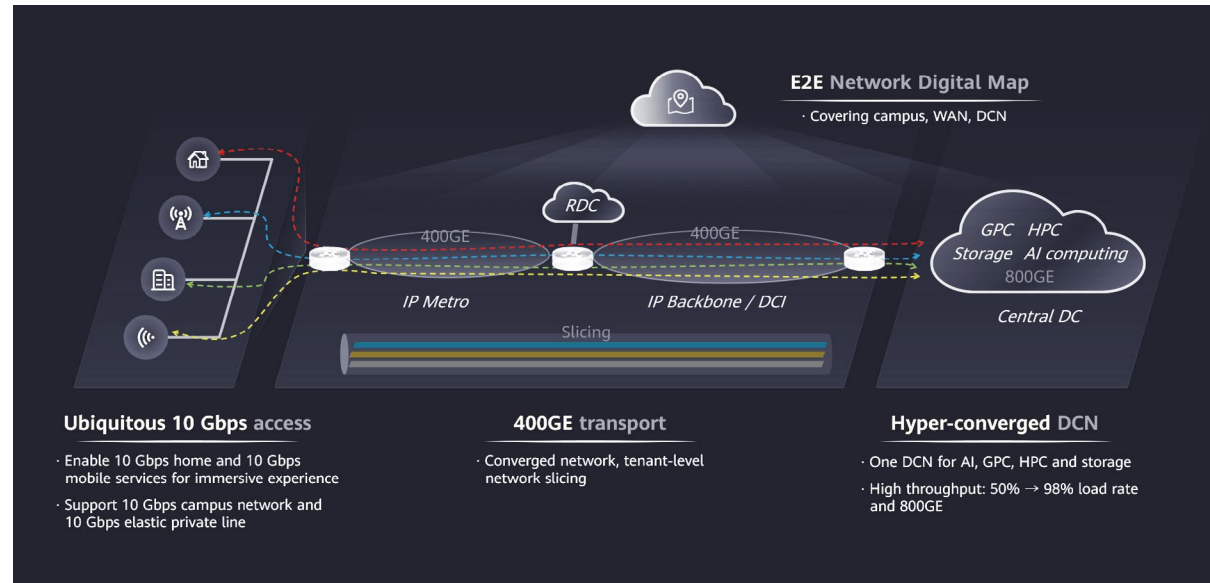 E2E Network Digital Map
· Covering campus, WAN, DCN
RDC
400GE
400GE
GPC HPC
Storage AI computing
800GE
IP Metro
IP Backbone / DCI
Central DC
Slicing
Ubiquitous 10 Gbps access
· Enable 10 Gbps home and 10 Gbps
mobile services for immersive experience
· Support 10 Gbps campus network and
10 Gbps elastic private line
400GE transport
· Converged network, tenant-level
network slicing
Hyper-converged DCN
· One DCN for AI, GPC, HPC and storage
· High throughput: 50% → 98% load rate
and 800GE